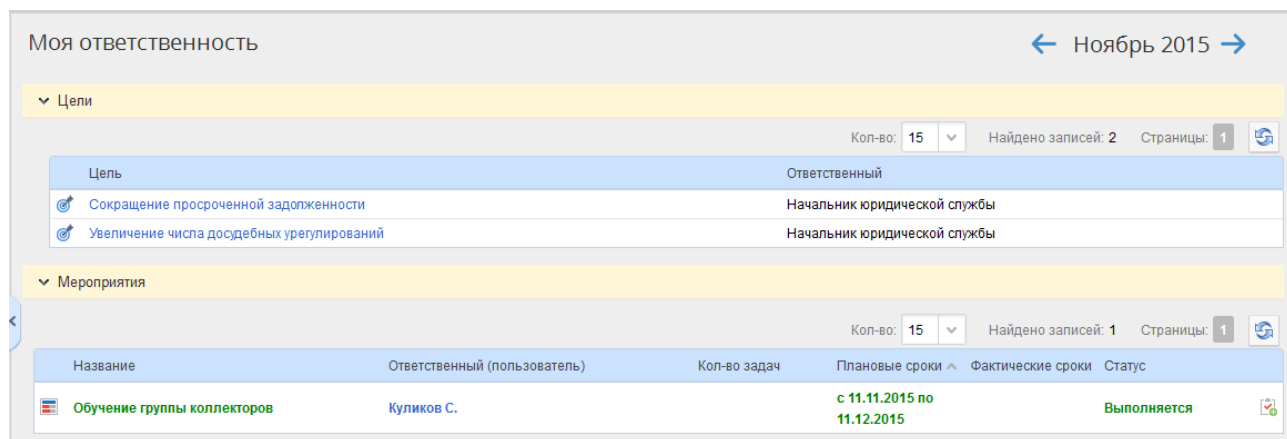 Моя ответственность
Ноябрь 2015
Цели
Кол-во: 15 Найдено записей: 2 Страницы: 1
Цель Ответственный
Сокращение просроченной задолженности Начальник юридической службы
Увеличение числа досудебных урегулирований Начальник юридической службы
Мероприятия
Кол-во: 15 Найдено записей: 1 Страницы: 1
Название Ответственный (пользователь) Кол-во задач Плановые сроки Фактические сроки Статус
Обучение группы коллекторов Куликов С. с 11.11.2015 по Выполняется
11.12.2015